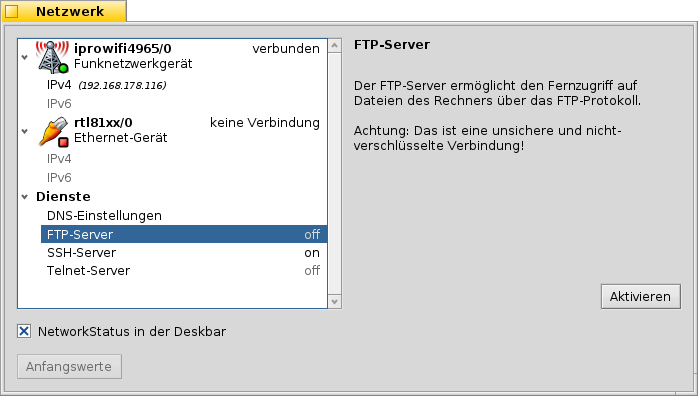 Netzwerk
iprowifi4965/0 verbunden
Funknetzwerkgerät
IPv4 (192.168.178.116)
IPv6
rtl81xx/0 keine Verbindung
Ethernet-Gerät
IPv4
IPv6
Dienste
DNS-Einstellungen
FTP-Server off
SSH-Server on
Telnet-Server off
FTP-Server
Der FTP-Server ermöglicht den Fernzugriff auf
Dateien des Rechners über das FTP-Protokoll.
Achtung: Das ist eine unsichere und nicht-
verschlüsselte Verbindung!
Aktivieren
NetworkStatus in der Deskbar
Anfangswerte